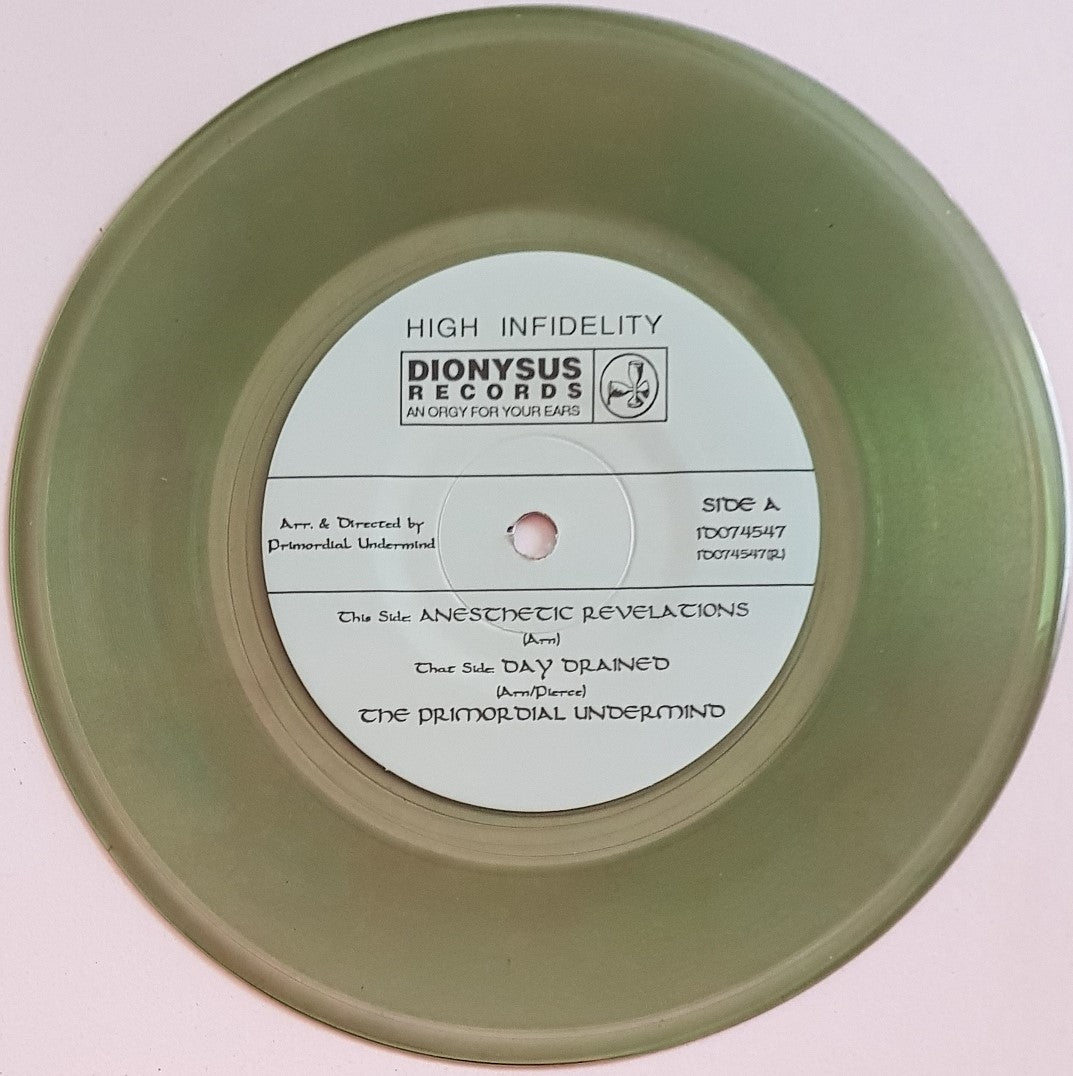 HIGH INFIDELITY
DIONYSUS
RECORDS
AN ORGY FOR YOUR EARS
Arr. & Directed by
Primordial Undermind
SIDE A
ID074547
ID074547(R)
This Side: ANESTHETIC REVELATIONS
(Arn)
That Side: DAY DRAINED
(Arn/Pierce)
THE PRIMORDIAL UNDERMIND